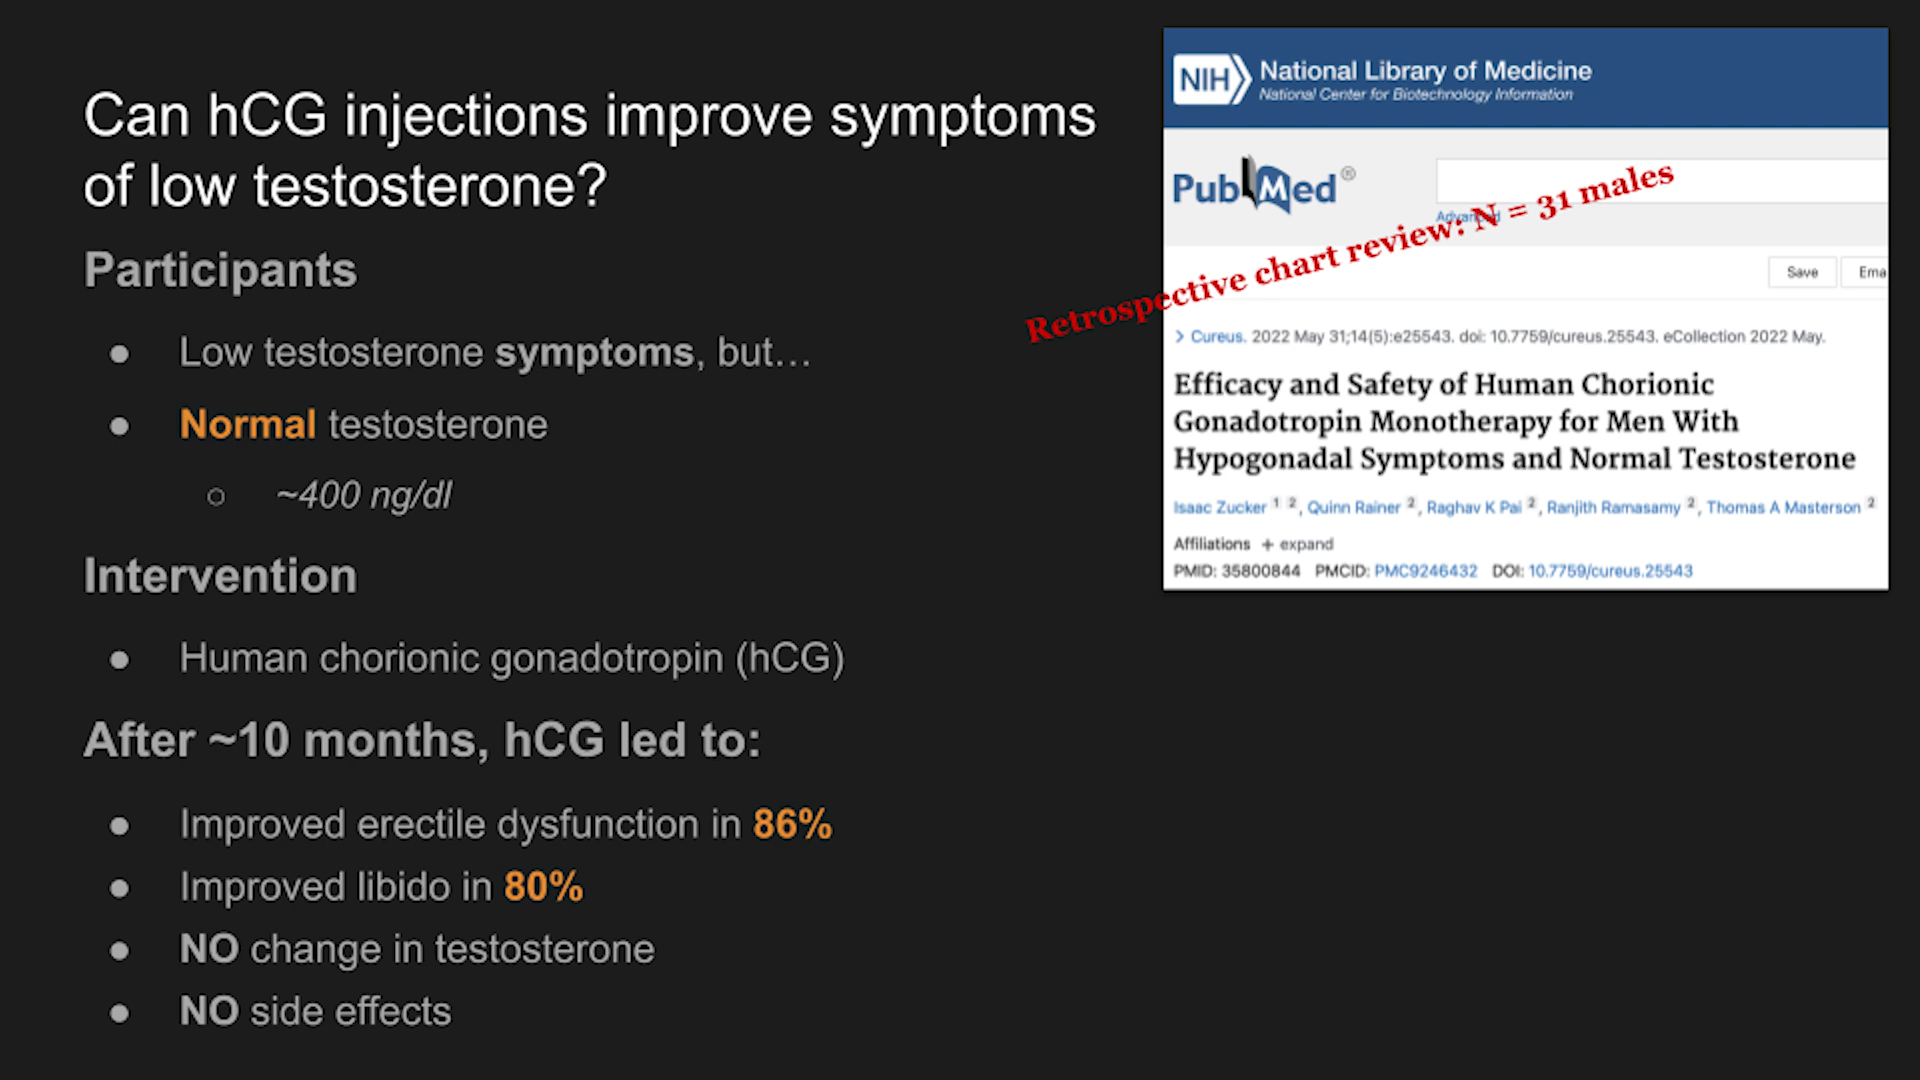 Can hCG injections improve symptoms
of low testosterone?
Participants
● Low testosterone symptoms, but…
● Normal testosterone
○ ~400 ng/dl
Intervention
● Human chorionic gonadotropin (hCG)
After ~10 months, hCG led to:
● Improved erectile dysfunction in 86%
● Improved libido in 80%
● NO change in testosterone
● NO side effects
NIH National Library of Medicine
National Center for Biotechnology Information
PubMed®
Advanced
Retrospective chart review: N = 31 males
Save Ema
> Cureus. 2022 May 31;14(5):e25543. doi: 10.7759/cureus.25543. eCollection 2022 May.
Efficacy and Safety of Human Chorionic
Gonadotropin Monotherapy for Men With
Hypogonadal Symptoms and Normal Testosterone
Isaac Zucker 1 2, Quinn Rainer 2, Raghav K Pai 2, Ranjith Ramasamy 2, Thomas A Masterson 2
Affiliations + expand
PMID: 35800844 PMCID: PMC9246432 DOI: 10.7759/cureus.25543